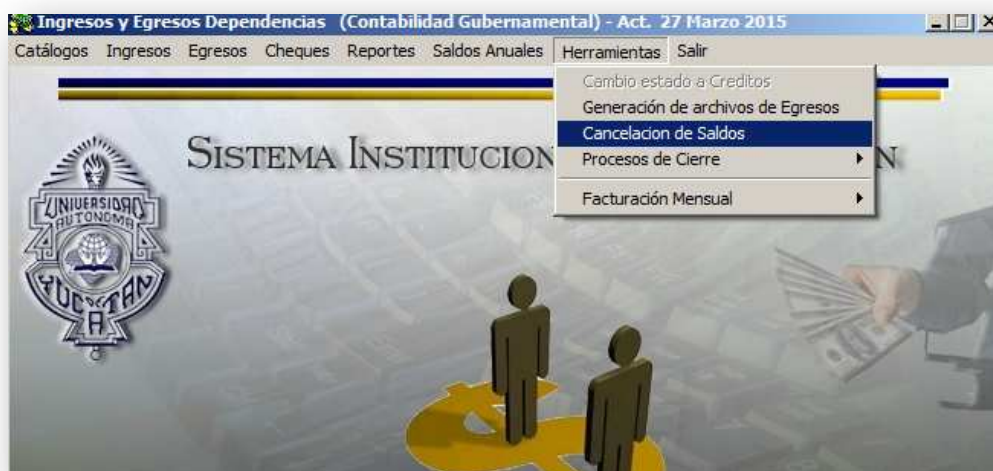 Ingresos y Egresos Dependencias (Contabilidad Gubernamental) - Act. 27 Marzo 2015
Catálogos Ingresos Egresos Cheques Reportes Saldos Anuales Herramientas Salir
Cambio estado a Creditos
Generación de archivos de Egresos
Cancelacion de Saldos
Procesos de Cierre
Facturación Mensual
SISTEMA INSTITUCION N
UNIVERSIDAD
AUTONOMA
YUCATAN